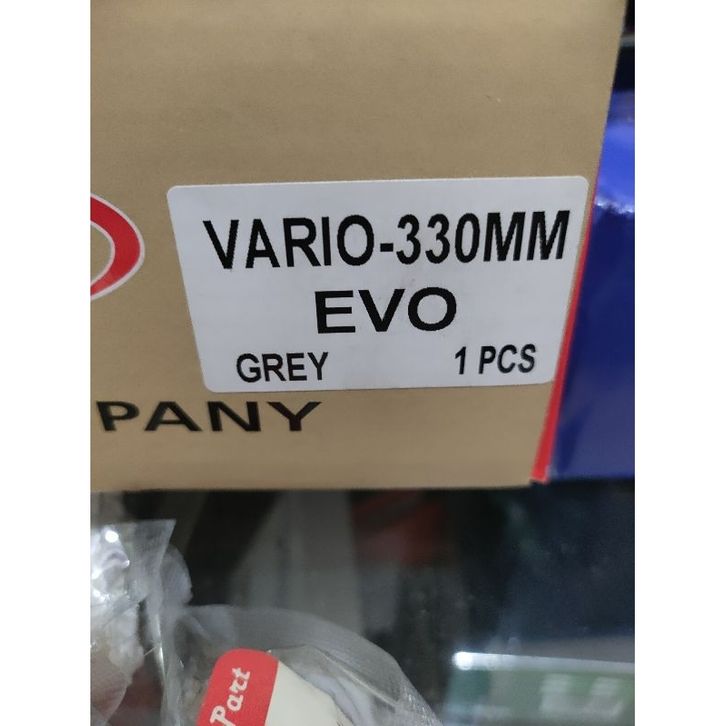 VARIO-330MM
EVO
GREY 1 PCS
PANY
Part